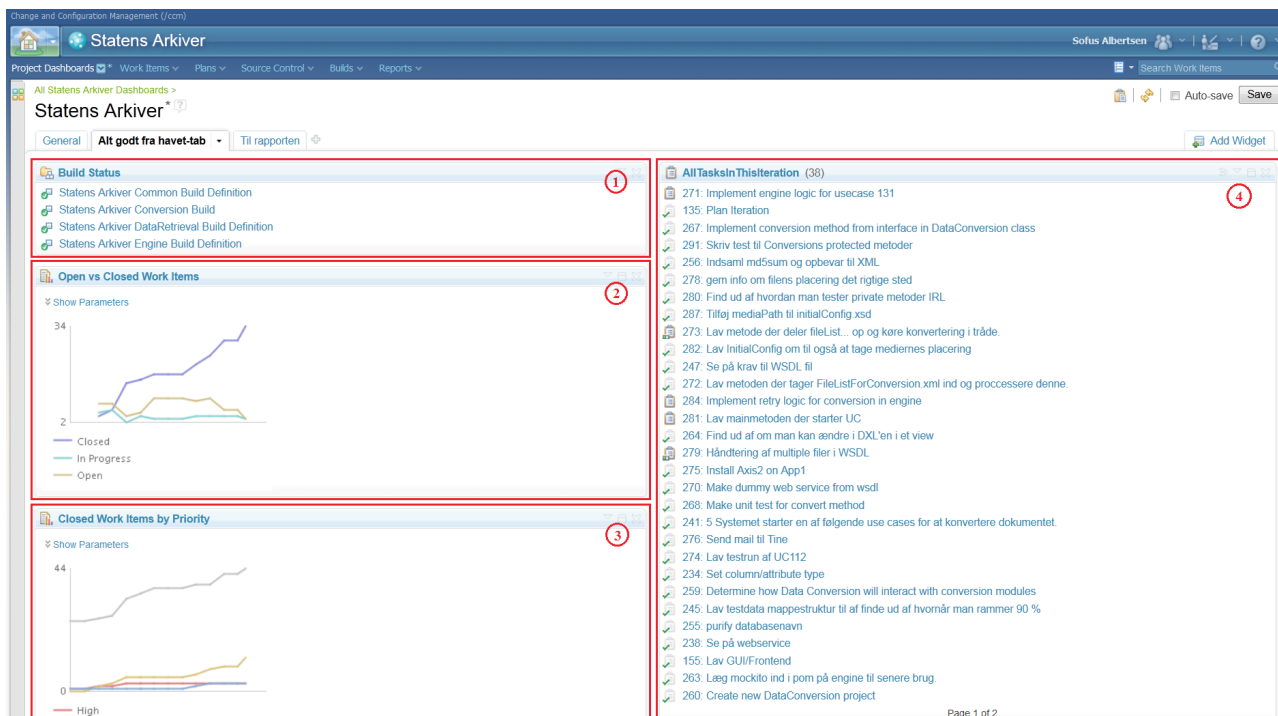 Change and Configuration Management (/ccm)
Statens Arkiver
Sofus Albertsen
Project Dashboards * Work Items Plans Source Control Builds Reports
Search Work Items
All Statens Arkiver Dashboards >
Statens Arkiver* ?
Auto-save Save
General Alt godt fra havet-tab Til rapporten
Add Widget
Build Status
1
Statens Arkiver Common Build Definition
Statens Arkiver Conversion Build
Statens Arkiver DataRetrieval Build Definition
Statens Arkiver Engine Build Definition
Open vs Closed Work Items
2
Show Parameters
34
2
Closed
In Progress
Open
Closed Work Items by Priority
3
Show Parameters
44
0
High
AllTasksInThisIteration (38)
4
271: Implement engine logic for usecase 131
135: Plan Iteration
267: Implement conversion method from interface in DataConversion class
291: Skriv test til Conversions protected metoder
256: Indsaml md5sum og opbevar til XML
278: gem info om filens placering det rigtige sted
280: Find ud af hvordan man tester private metoder IRL
287: Tilføj mediaPath til initialConfig.xsd
273: Lav metode der deler fileList... op og køre konvertering i tråde.
282: Lav InitialConfig om til også at tage mediernes placering
247: Se på krav til WSDL fil
272: Lav metoden der tager FileListForConversion.xml ind og proccessere denne.
284: Implement retry logic for conversion in engine
281: Lav mainmetoden der starter UC
264: Find ud af om man kan ændre i DXL'en i et view
279: Håndtering af multiple filer i WSDL
275: Install Axis2 on App1
270: Make dummy web service from wsdl
268: Make unit test for convert method
241: 5 Systemet starter en af følgende use cases for at konvertere dokumentet.
276: Send mail til Tine
274: Lav testrun af UC112
234: Set column/attribute type
259: Determine how Data Conversion will interact with conversion modules
245: Lav testdata mappestruktur til af finde ud af hvornår man rammer 90 %
255: purify databasenavn
238: Se på webservice
155: Lav GUI/Frontend
263: Læg mockito ind i pom på engine til senere brug.
260: Create new DataConversion project
Page 1 of 2